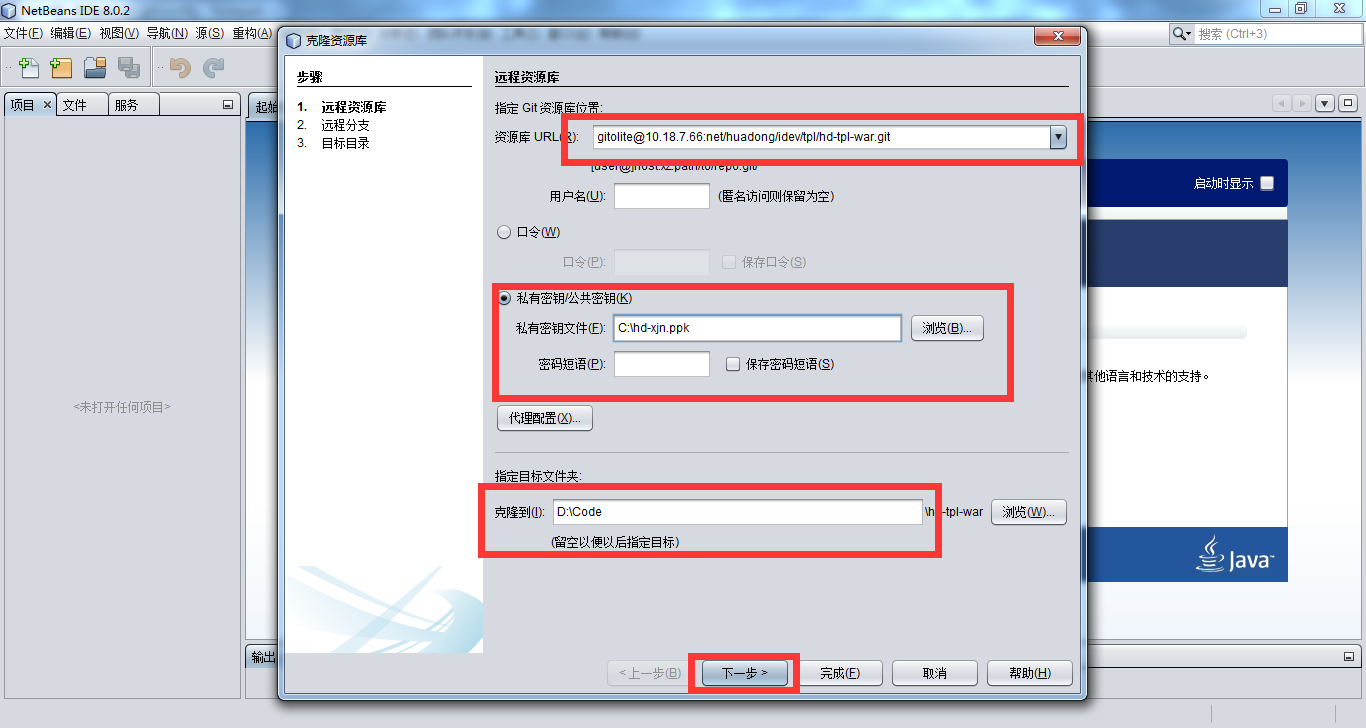 NetBeans IDE 8.0.2
文件(F) 编辑(E) 视图(V) 导航(N) 源(S) 重构(A)
搜索 (Ctrl+3)
克隆资源库
项目 文件 服务
起始
步骤
1. 远程资源库
2. 远程分支
3. 目标目录
远程资源库
指定 Git 资源库位置:
资源库 URL(R): gitolite@10.18.7.66:net/huadong/idev/tpl/hd-tpl-war.git
[user@]host.xz:path/to/repo.git/
用户名(U): (匿名访问则保留为空)
口令(W)
口令(P): 保存口令(S)
私有密钥/公共密钥(K)
私有密钥文件(F): C:\hd-xjn.ppk 浏览(B)...
密码短语(P): 保存密码短语(S)
代理配置(X)...
指定目标文件夹:
克隆到(I): D:\Code \hd-tpl-war 浏览(W)...
(留空以便以后指定目标)
< 上一步(B) 下一步 > 完成(F) 取消 帮助(H)
<未打开任何项目>
启动时显示
其他语言和技术的支持。
Java™
输出